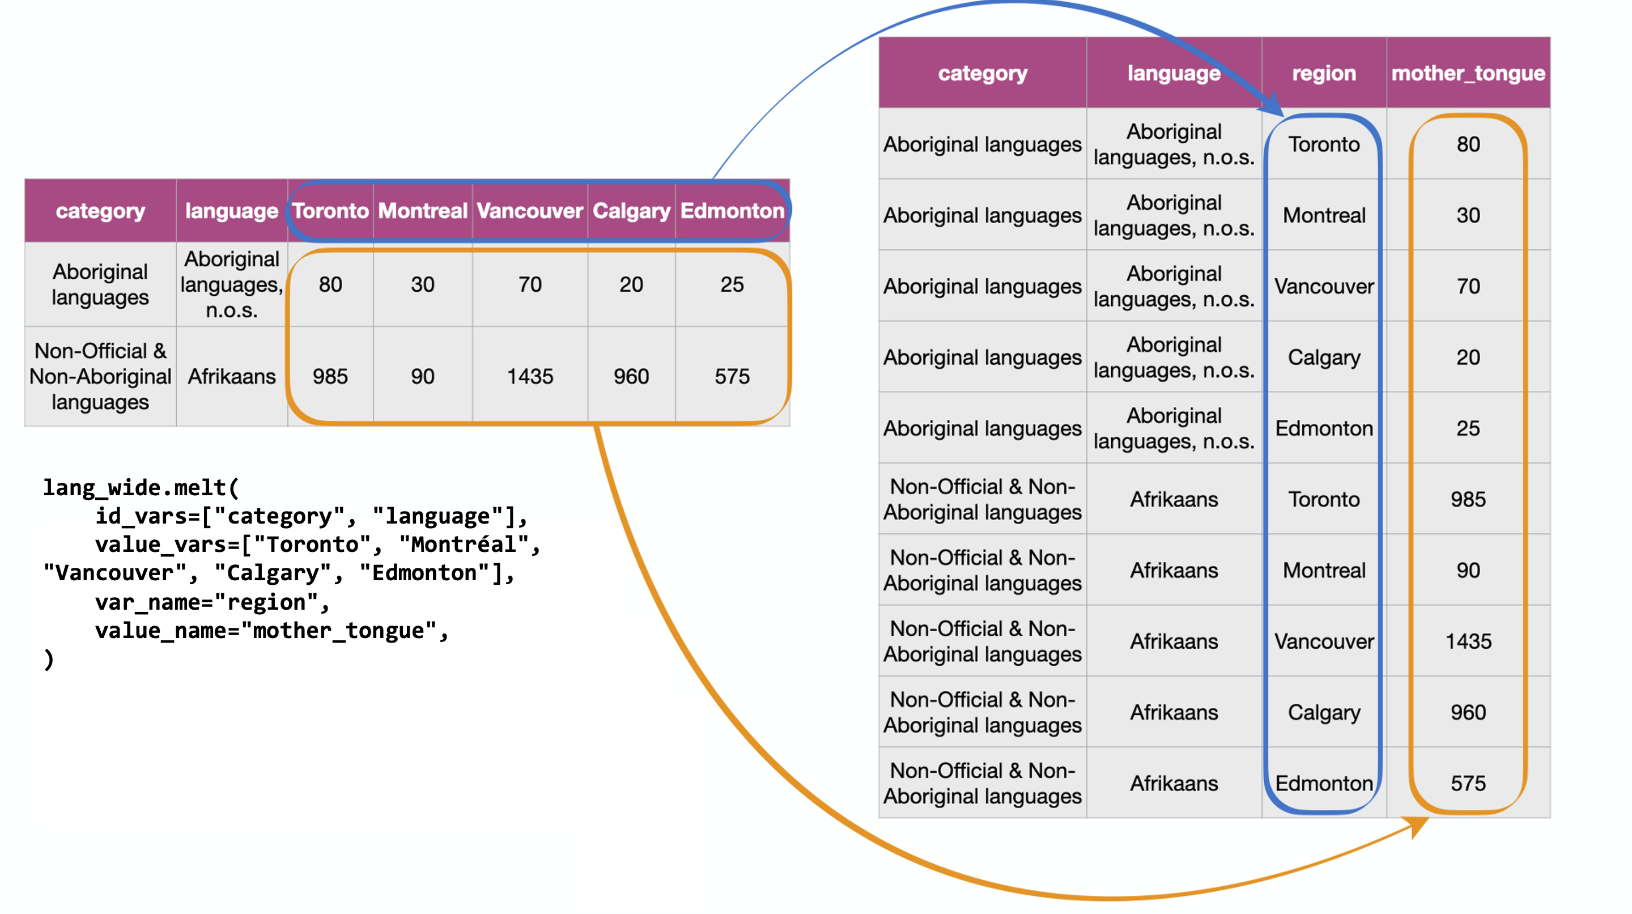 category language Toronto Montreal Vancouver Calgary Edmonton
Aboriginal
languages
Aboriginal
languages,
n.o.s.
80 30 70 20 25
Non-Official &
Non-Aboriginal
languages
Afrikaans 985 90 1435 960 575
lang_wide.melt(
id_vars=["category", "language"],
value_vars=["Toronto", "Montréal",
"Vancouver", "Calgary", "Edmonton"],
var_name="region",
value_name="mother_tongue",
)
category language region mother_tongue
Aboriginal languages
Aboriginal
languages, n.o.s.
Toronto 80
Aboriginal languages
Aboriginal
languages, n.o.s.
Montreal 30
Aboriginal languages
Aboriginal
languages, n.o.s.
Vancouver 70
Aboriginal languages
Aboriginal
languages, n.o.s.
Calgary 20
Aboriginal languages
Aboriginal
languages, n.o.s.
Edmonton 25
Non-Official & Non-
Aboriginal languages
Afrikaans Toronto 985
Non-Official & Non-
Aboriginal languages
Afrikaans Montreal 90
Non-Official & Non-
Aboriginal languages
Afrikaans Vancouver 1435
Non-Official & Non-
Aboriginal languages
Afrikaans Calgary 960
Non-Official & Non-
Aboriginal languages
Afrikaans Edmonton 575